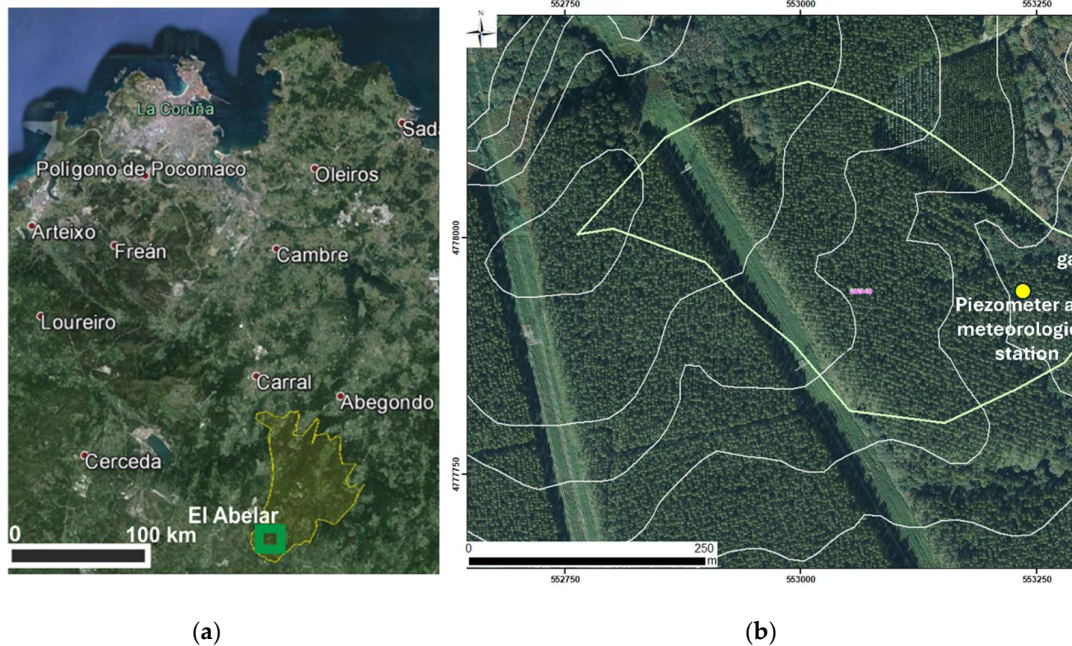 La Coruña
Sada
Polígono de Pocomaco
Oleiros
Arteixo
Freán
Cambre
Loureiro
Carral
Abegondo
Cerceda
El Abelar
0 100 km
(a)
552750 553000 553250
N
4778000
ga
Piezometer a
meteorologic
station
4777750
0 250
m
552750 553000 553250
(b)